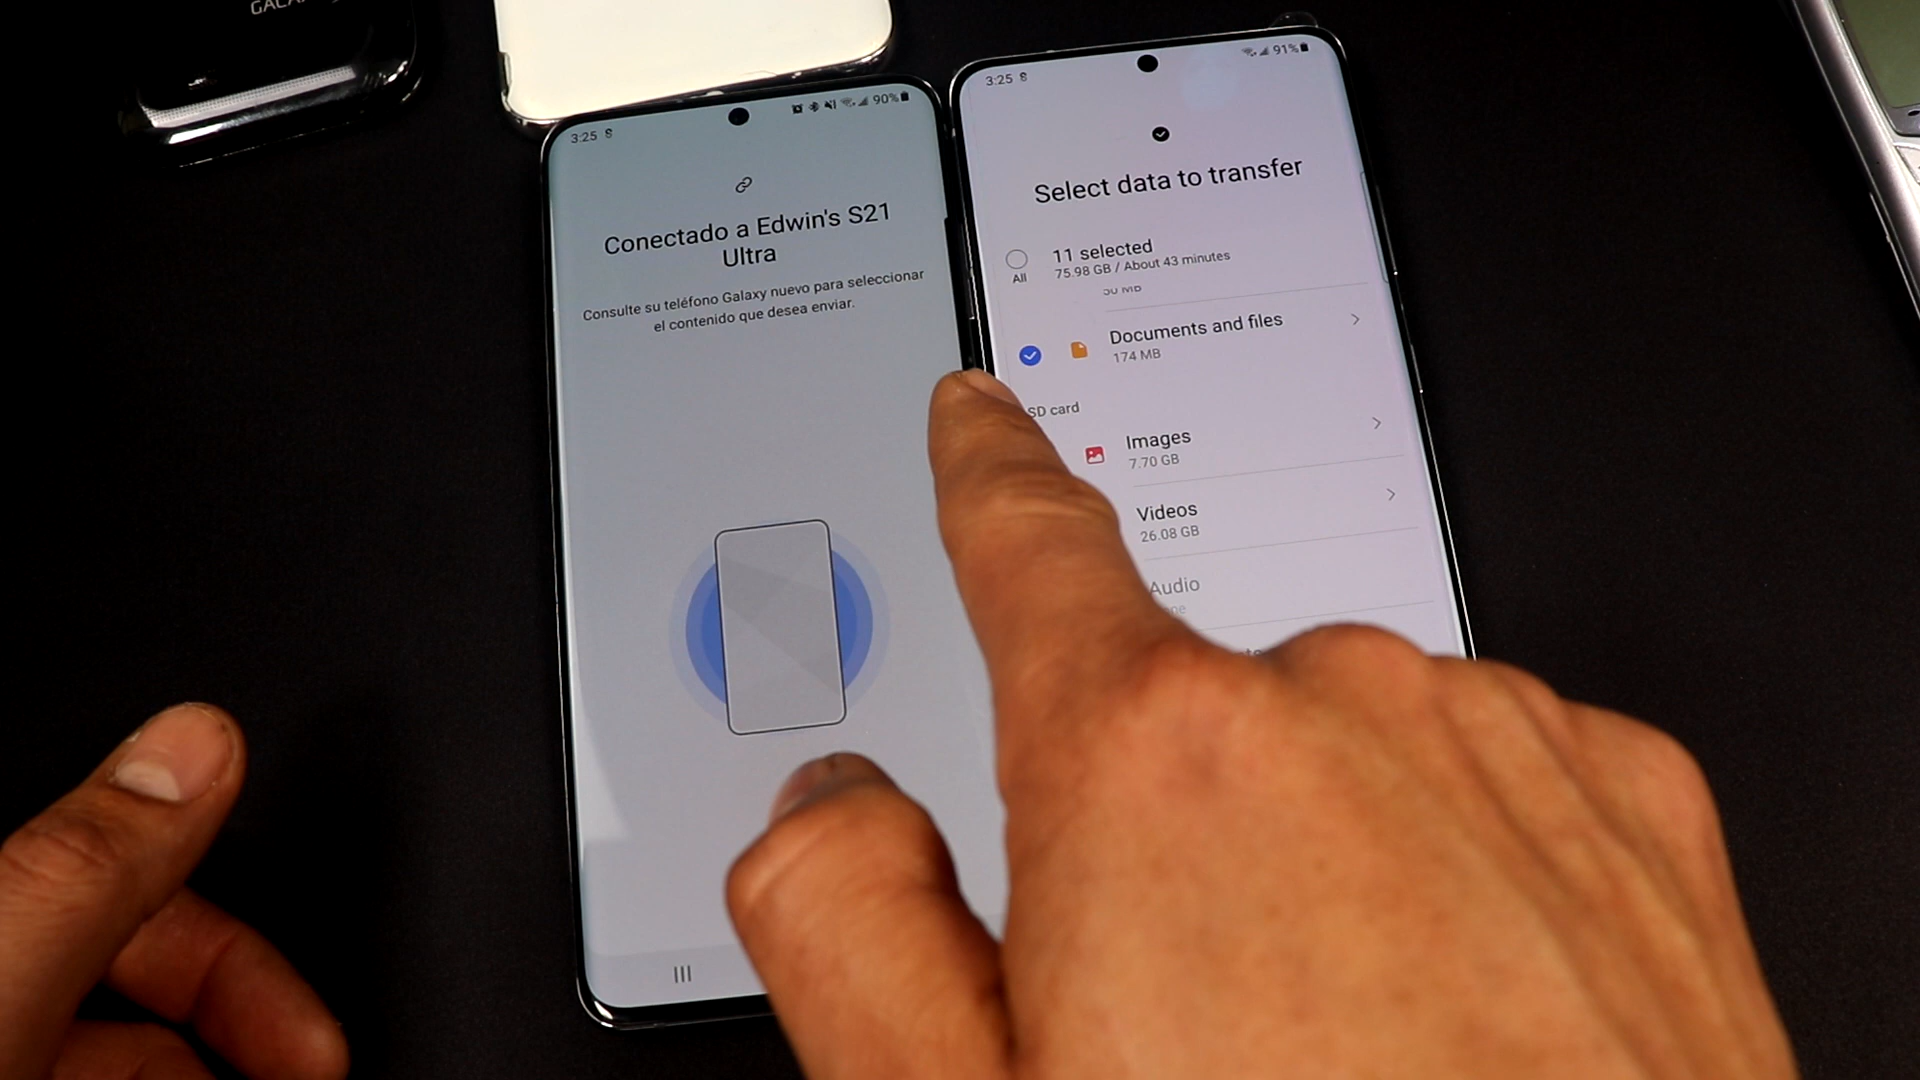 3:25
90%
Conectado a Edwin's S21
Ultra
Consulte su teléfono Galaxy nuevo para seleccionar
el contenido que desea enviar.
3:25
91%
Select data to transfer
All
11 selected
75.98 GB / About 43 minutes
Documents and files
174 MB
SD card
Images
7.70 GB
Videos
26.08 GB
Audio